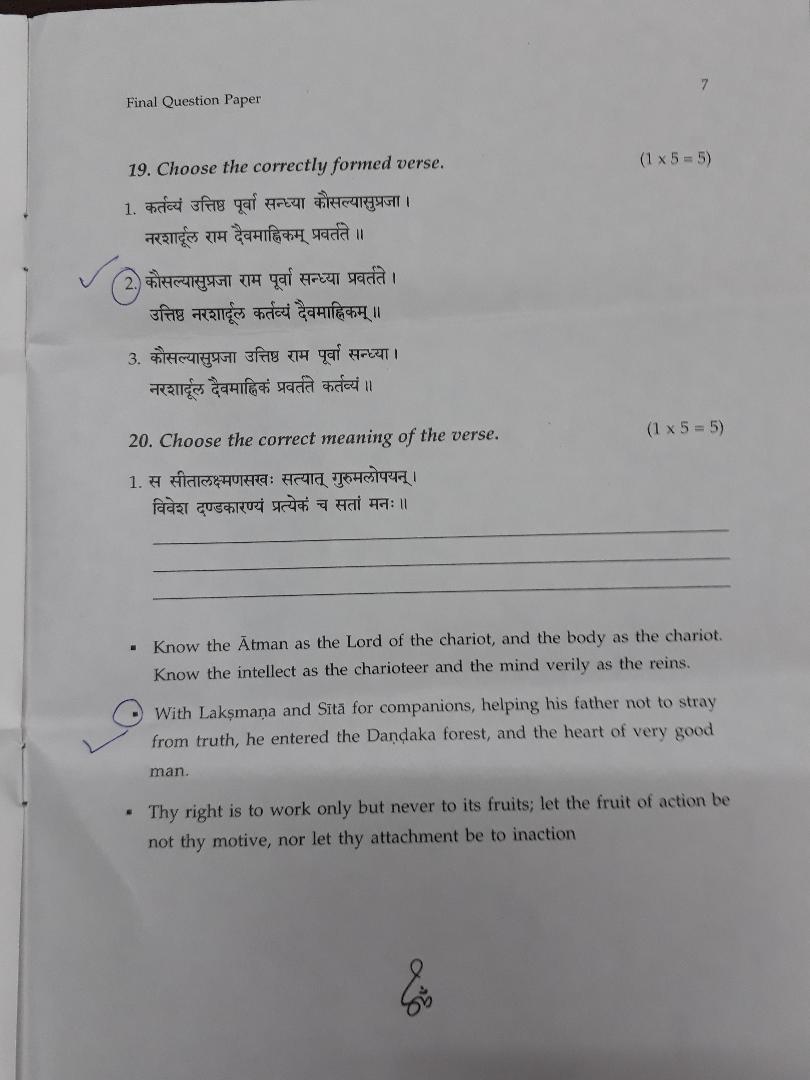 7
Final Question Paper
19. Choose the correctly formed verse. (1 x 5 = 5)
1. कर्तव्यं उत्तिष्ठ पूर्वा सन्ध्या कौसल्यासुप्रजा।
नरशार्दूल राम दैवमाह्निकम् प्रवर्तते॥
2. कौसल्यासुप्रजा राम पूर्वा सन्ध्या प्रवर्तते।
उत्तिष्ठ नरशार्दूल कर्तव्यं दैवमाह्निकम्॥
3. कौसल्यासुप्रजा उत्तिष्ठ राम पूर्वा सन्ध्या।
नरशार्दूल दैवमाह्निकं प्रवर्तते कर्तव्यं॥
20. Choose the correct meaning of the verse. (1 x 5 = 5)
1. स सीतालक्ष्मणसखः सत्यात् गुरुमलोपयन्।
विवेश दण्डकारण्यं प्रत्येकं च सतां मनः॥
▪ Know the Ātman as the Lord of the chariot, and the body as the chariot.
Know the intellect as the charioteer and the mind verily as the reins.
▪ With Lakṣmaṇa and Sītā for companions, helping his father not to stray
from truth, he entered the Daṇḍaka forest, and the heart of very good
man.
▪ Thy right is to work only but never to its fruits; let the fruit of action be
not thy motive, nor let thy attachment be to inaction
ॐ